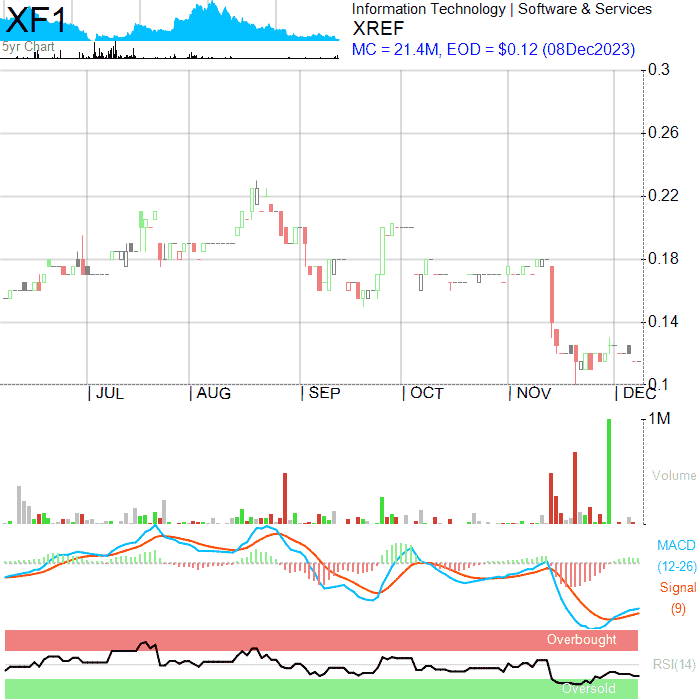 XF1
5yr Chart
Information Technology | Software & Services
XREF
MC = 21.4M, EOD = $0.12 (08Dec2023)
0.3
0.26
0.22
0.18
0.14
0.1
| JUL | AUG | SEP | OCT | NOV | DEC
1M
Volume
MACD
(12-26)
Signal
(9)
Overbought
RSI(14)
Oversold